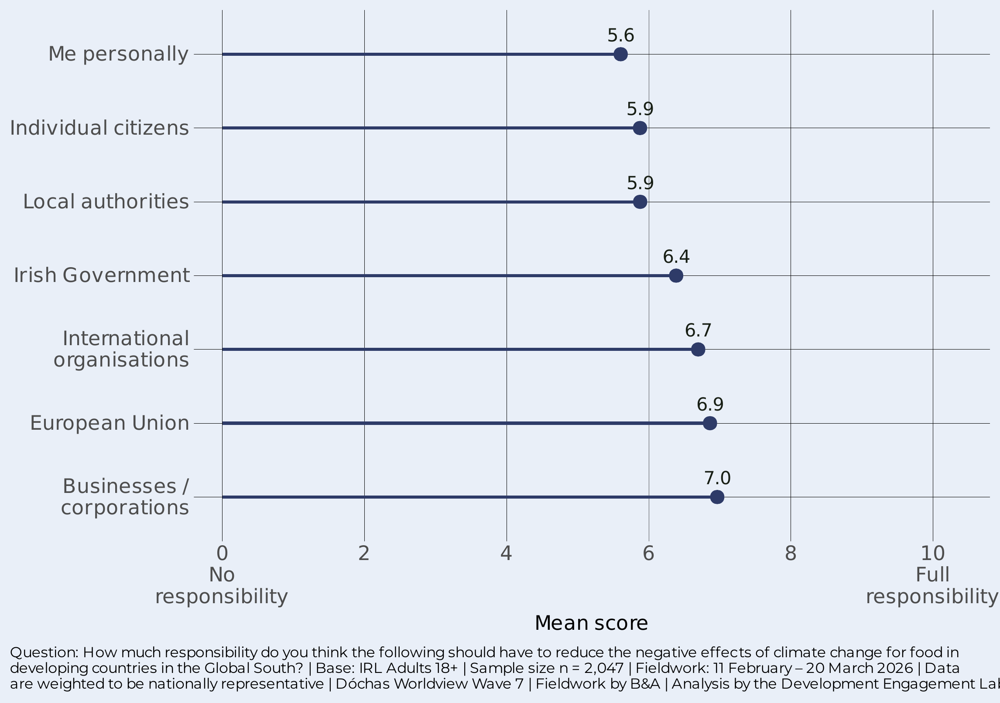 5.6
Me personally
5.9
Individual citizens
5.9
Local authorities
6.4
Irish Government
6.7
International
organisations
6.9
European Union
7.0
Businesses /
corporations
0 2 4 6 8 10
No Full
responsibility responsibility
Mean score
Question: How much responsibility do you think the following should have to reduce the negative effects of climate change for food in
developing countries in the Global South? | Base: IRL Adults 18+ | Sample size n = 2,047 | Fieldwork: 11 February – 20 March 2026 | Data
are weighted to be nationally representative | Dóchas Worldview Wave 7 | Fieldwork by B&A | Analysis by the Development Engagement Lab